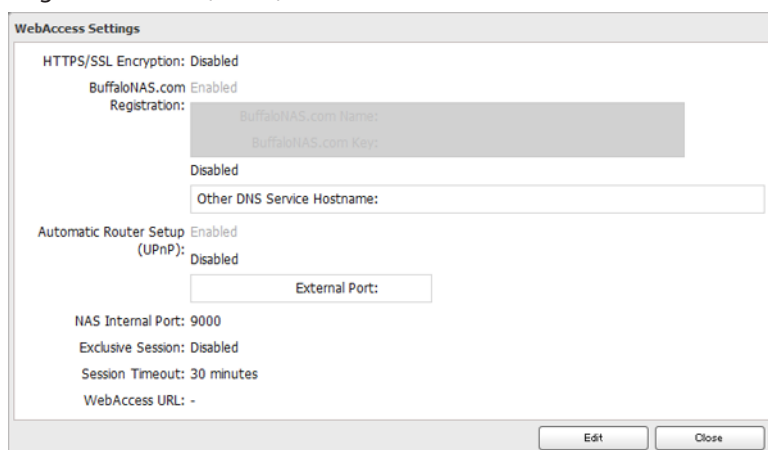 WebAccess Settings
HTTPS/SSL Encryption: Disabled
BuffaloNAS.com Enabled
Registration:
BuffaloNAS.com Name:
BuffaloNAS.com Key:
Disabled
Other DNS Service Hostname:
Automatic Router Setup Enabled
(UPnP):
Disabled
External Port:
NAS Internal Port: 9000
Exclusive Session: Disabled
Session Timeout: 30 minutes
WebAccess URL: -
Edit Close